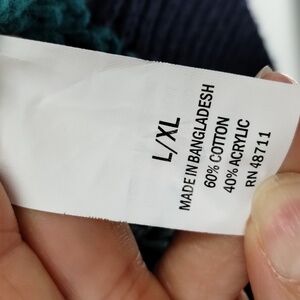 L/XL
MADE IN BANGLADESH
60% COTTON
40% ACRYLIC
RN 48711